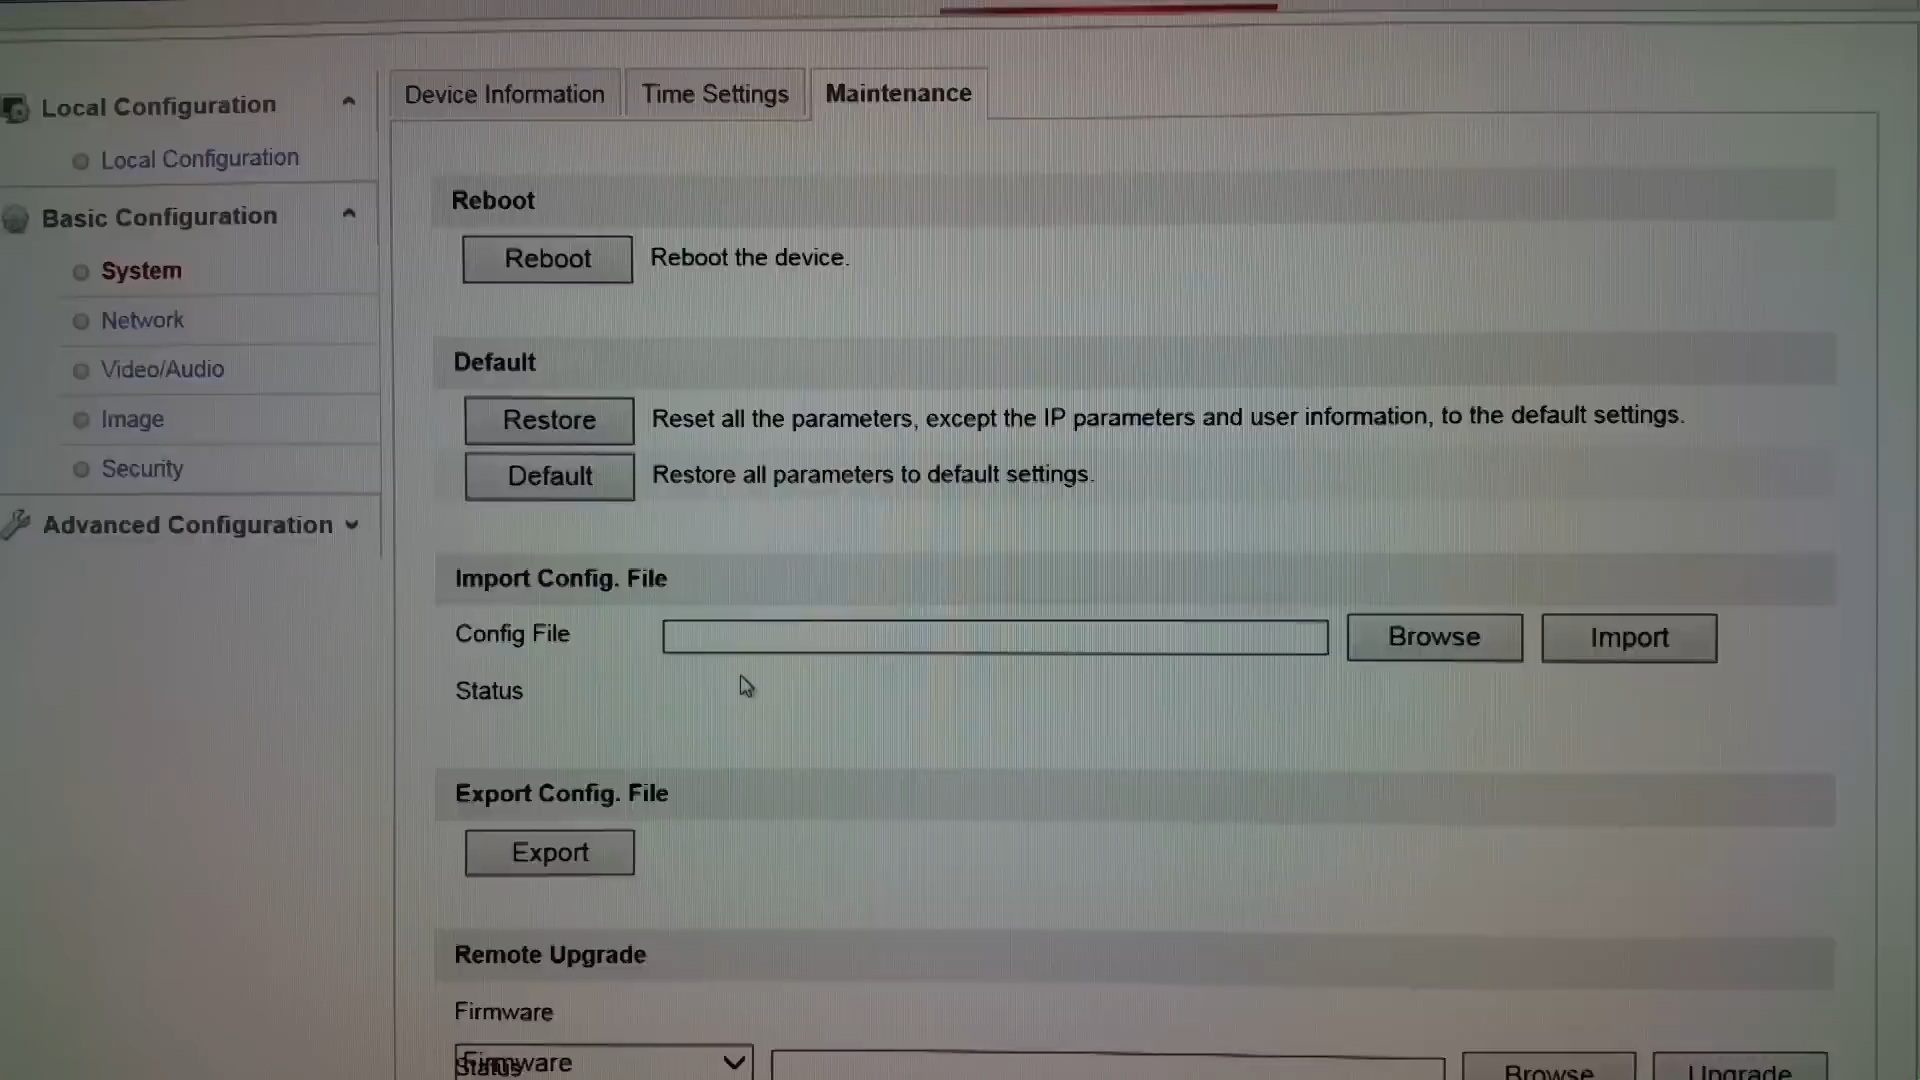 Local Configuration
Local Configuration
Basic Configuration
System
Network
Video/Audio
Image
Security
Advanced Configuration
Device Information
Time Settings
Maintenance
Reboot
Reboot Reboot the device.
Default
Restore Reset all the parameters, except the IP parameters and user information, to the default settings.
Default Restore all parameters to default settings.
Import Config. File
Config File Browse Import
Status
Export Config. File
Export
Remote Upgrade
Firmware
Firmware Browse Upgrade
Status